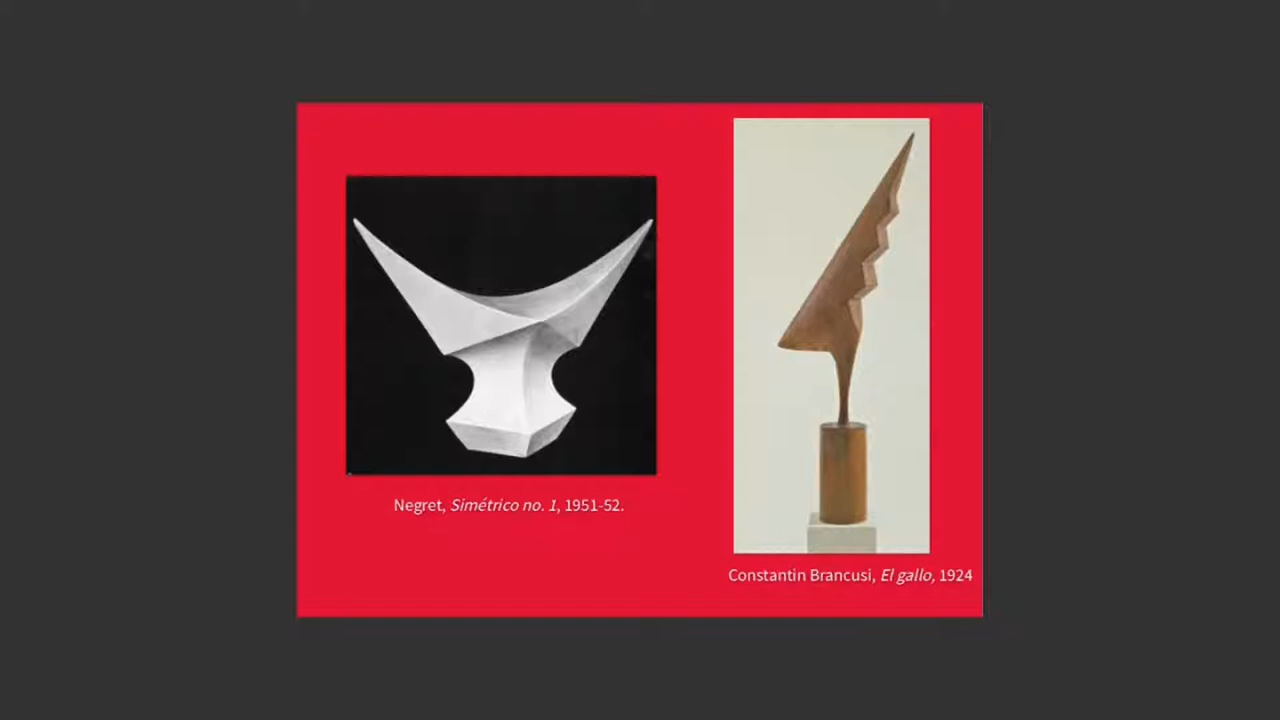 Negret, Simétrico no. 1, 1951-52.
Constantin Brancusi, El gallo, 1924